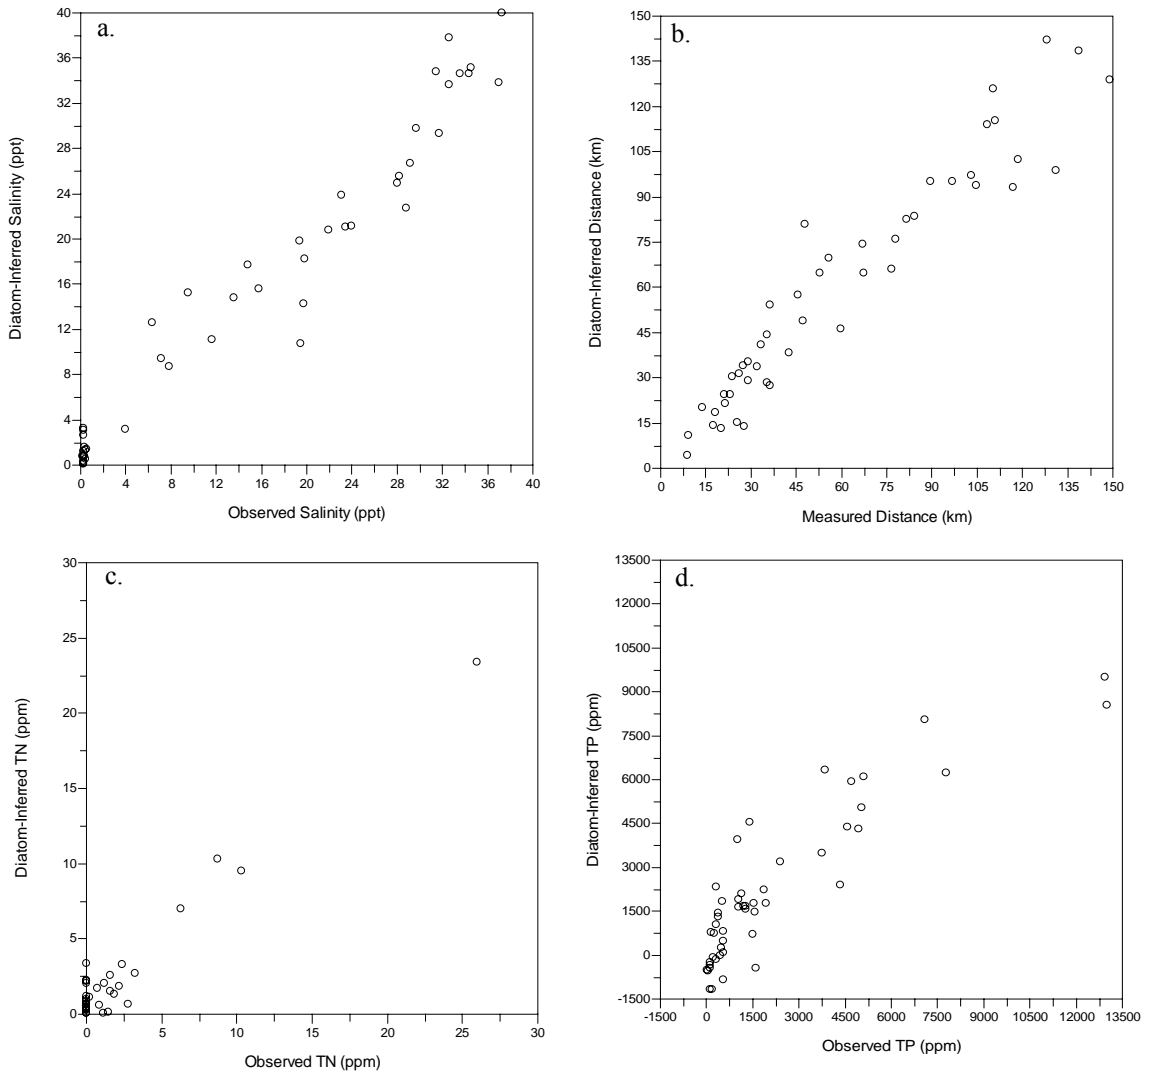 a.
40
36
32
28
24
20
16
12
8
4
0
Diatom-Inferred Salinity (ppt)
0 4 8 12 16 20 24 28 32 36 40
Observed Salinity (ppt)
b.
150
135
120
105
90
75
60
45
30
15
0
Diatom-Inferred Distance (km)
0 15 30 45 60 75 90 105 120 135 150
Measured Distance (km)
c.
30
25
20
15
10
5
0
Diatom-Inferred TN (ppm)
0 5 10 15 20 25 30
Observed TN (ppm)
d.
13500
12000
10500
9000
7500
6000
4500
3000
1500
0
-1500
Diatom-Inferred TP (ppm)
-1500 0 1500 3000 4500 6000 7500 9000 10500 12000 13500
Observed TP (ppm)